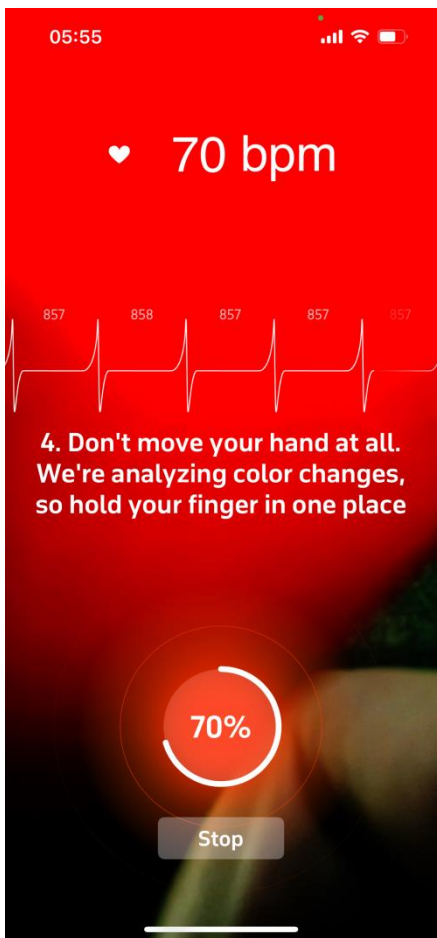 05:55
70 bpm
857 858 857 857 857
4. Don't move your hand at all.
We're analyzing color changes,
so hold your finger in one place
70%
Stop